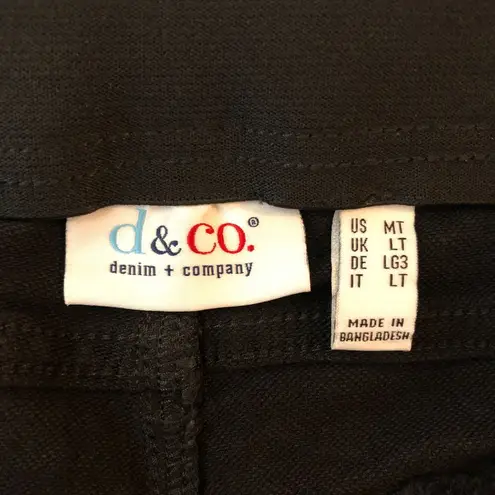 d & co.®
denim + company
US MT
UK LT
DE LG3
IT LT
MADE IN
BANGLADESH